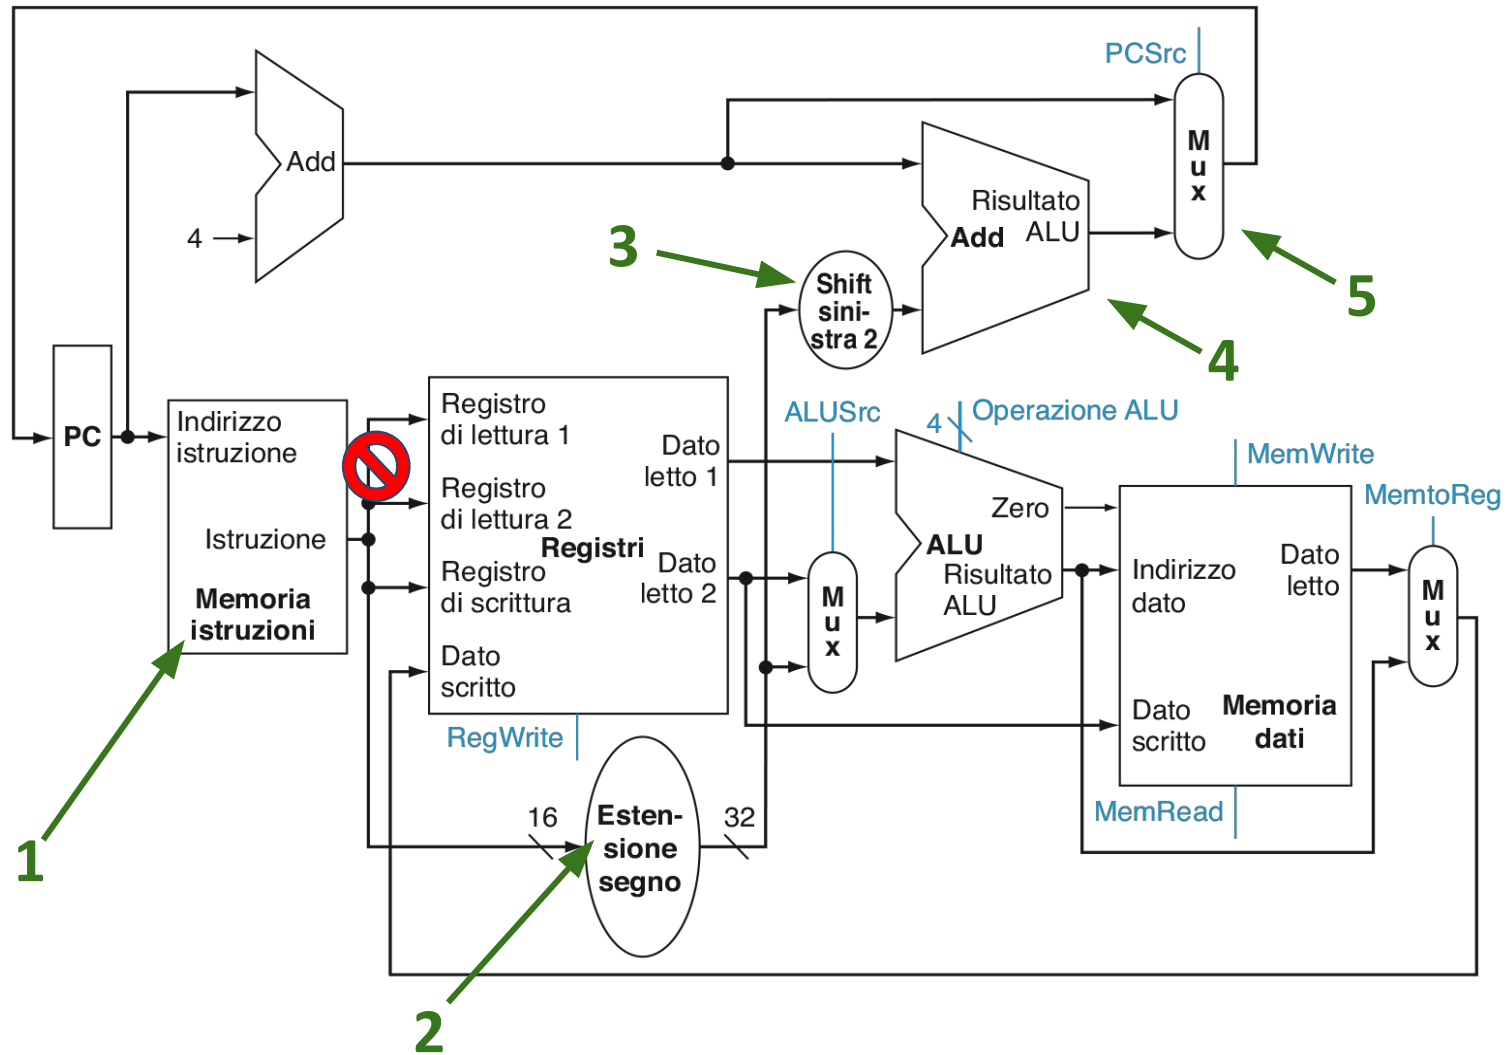 PCSrc
Add
4
M
u
x
Risultato
ALU
Add
3
Shift
sini-
stra 2
5
4
PC
Indirizzo
istruzione
Istruzione
Memoria
istruzioni
Registro
di lettura 1
Registro
di lettura 2
Registri
Registro
di scrittura
Dato
scritto
Dato
letto 1
Dato
letto 2
RegWrite
ALUSrc
M
u
x
4
Operazione ALU
Zero
ALU
Risultato
ALU
MemWrite
MemtoReg
Indirizzo
dato
Dato
letto
Dato
scritto
Memoria
dati
MemRead
M
u
x
1
16
Esten-
sione
segno
32
2